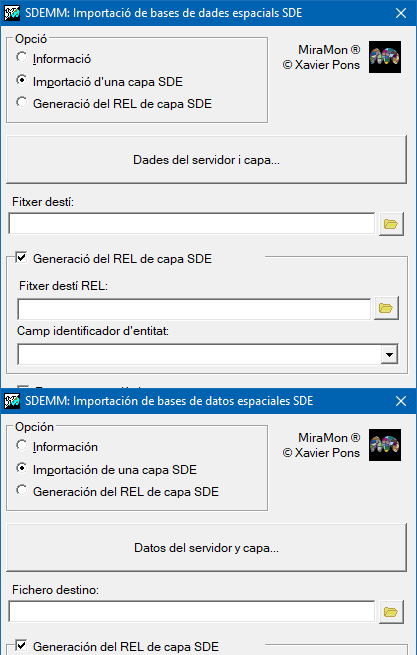 SDEMM: Importació de bases de dades espacials SDE
Opció
Informació
Importació d'una capa SDE
Generació del REL de capa SDE
MiraMon ®
© Xavier Pons
Dades del servidor i capa...
Fitxer destí:
Generació del REL de capa SDE
Fitxer destí REL:
Camp identificador d'entitat:
SDEMM: Importación de bases de datos espaciales SDE
Opción
Información
Importación de una capa SDE
Generación del REL de capa SDE
MiraMon ®
© Xavier Pons
Datos del servidor y capa...
Fichero destino:
Generación del REL de capa SDE